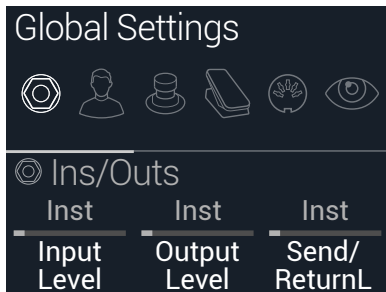 Global Settings
Ins/Outs
Inst Inst Inst
Input Output Send/
Level Level ReturnL